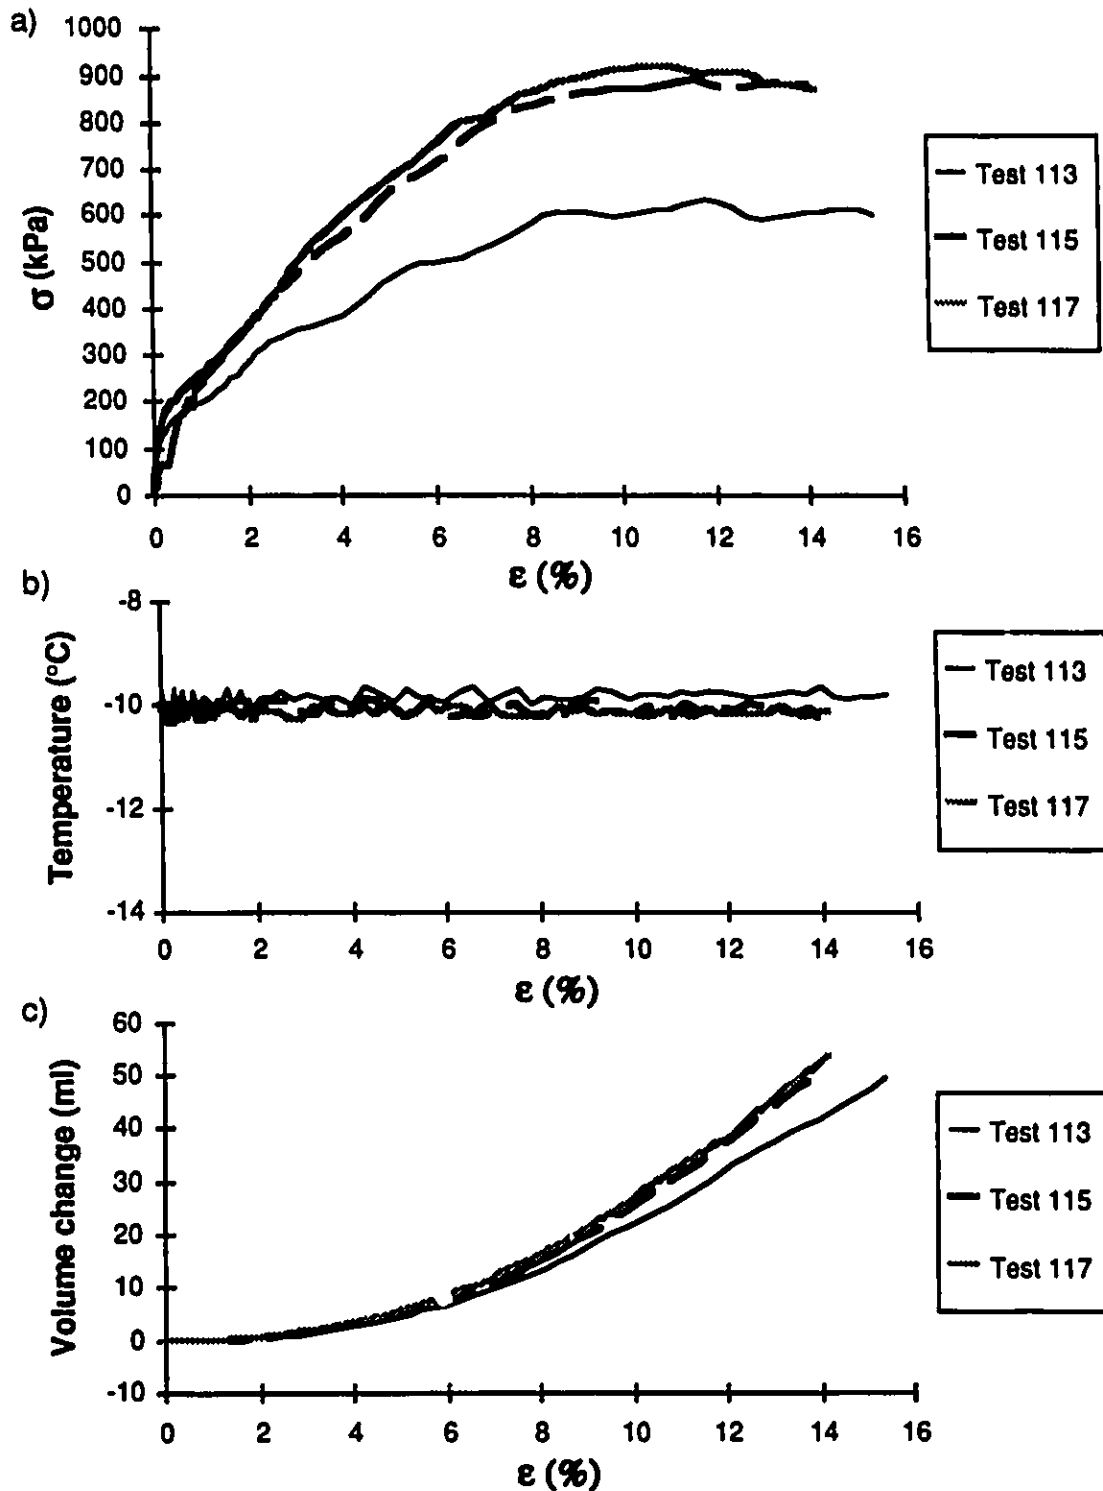 a)
1000
900
800
700
600
500
400
300
200
100
0
σ (kPa)
0 2 4 6 8 10 12 14 16
ε (%)
Test 113
Test 115
Test 117
b)
-8
-10
-12
-14
Temperature (°C)
0 2 4 6 8 10 12 14 16
ε (%)
Test 113
Test 115
Test 117
c)
60
50
40
30
20
10
0
-10
Volume change (ml)
0 2 4 6 8 10 12 14 16
ε (%)
Test 113
Test 115
Test 117